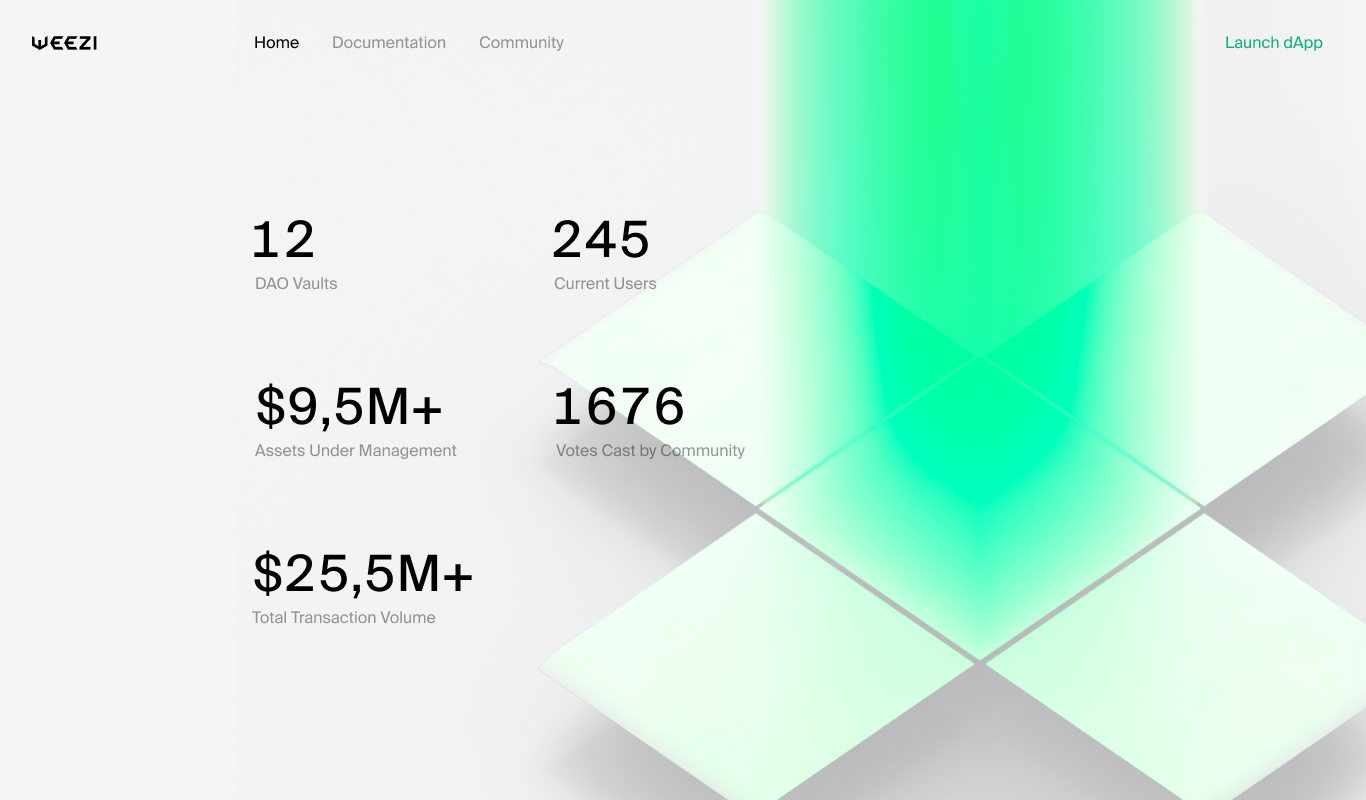 WEEZI
Home Documentation Community
Launch dApp
12
DAO Vaults
245
Current Users
$9,5M+
Assets Under Management
1676
Votes Cast by Community
$25,5M+
Total Transaction Volume